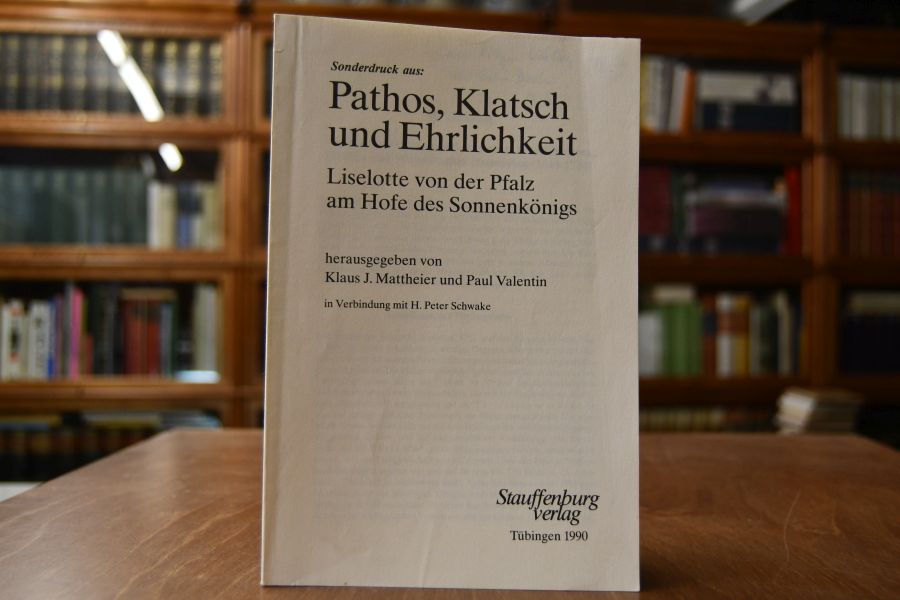 Sonderdruck aus:
Pathos, Klatsch
und Ehrlichkeit
Liselotte von der Pfalz
am Hofe des Sonnenkönigs
herausgegeben von
Klaus J. Mattheier und Paul Valentin
in Verbindung mit H. Peter Schwake
Stauffenburg
verlag
Tübingen 1990